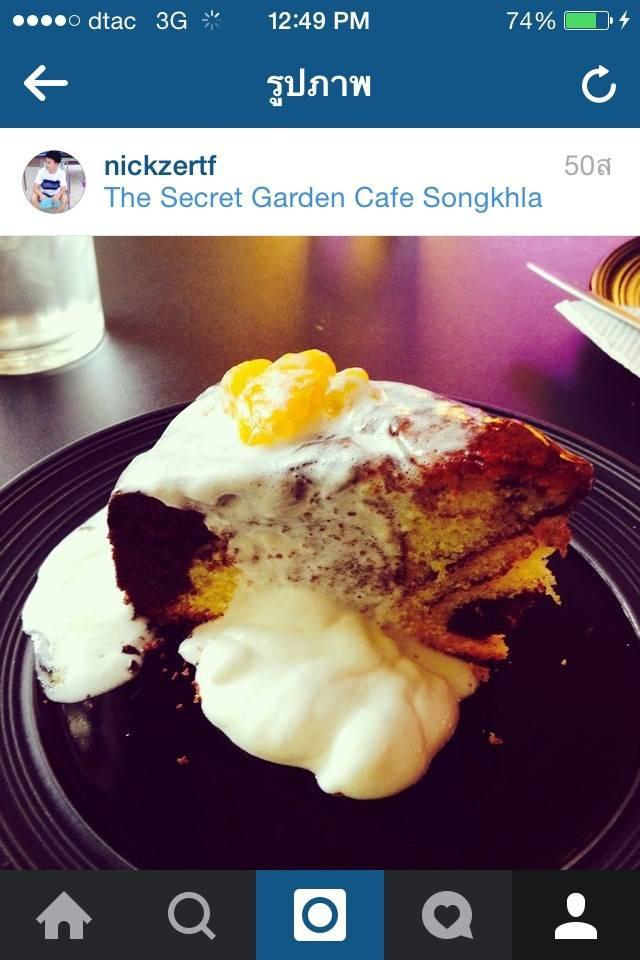 dtac 3G 12:49 PM 74%
รูปภาพ
nickzertf 50ส
The Secret Garden Cafe Songkhla